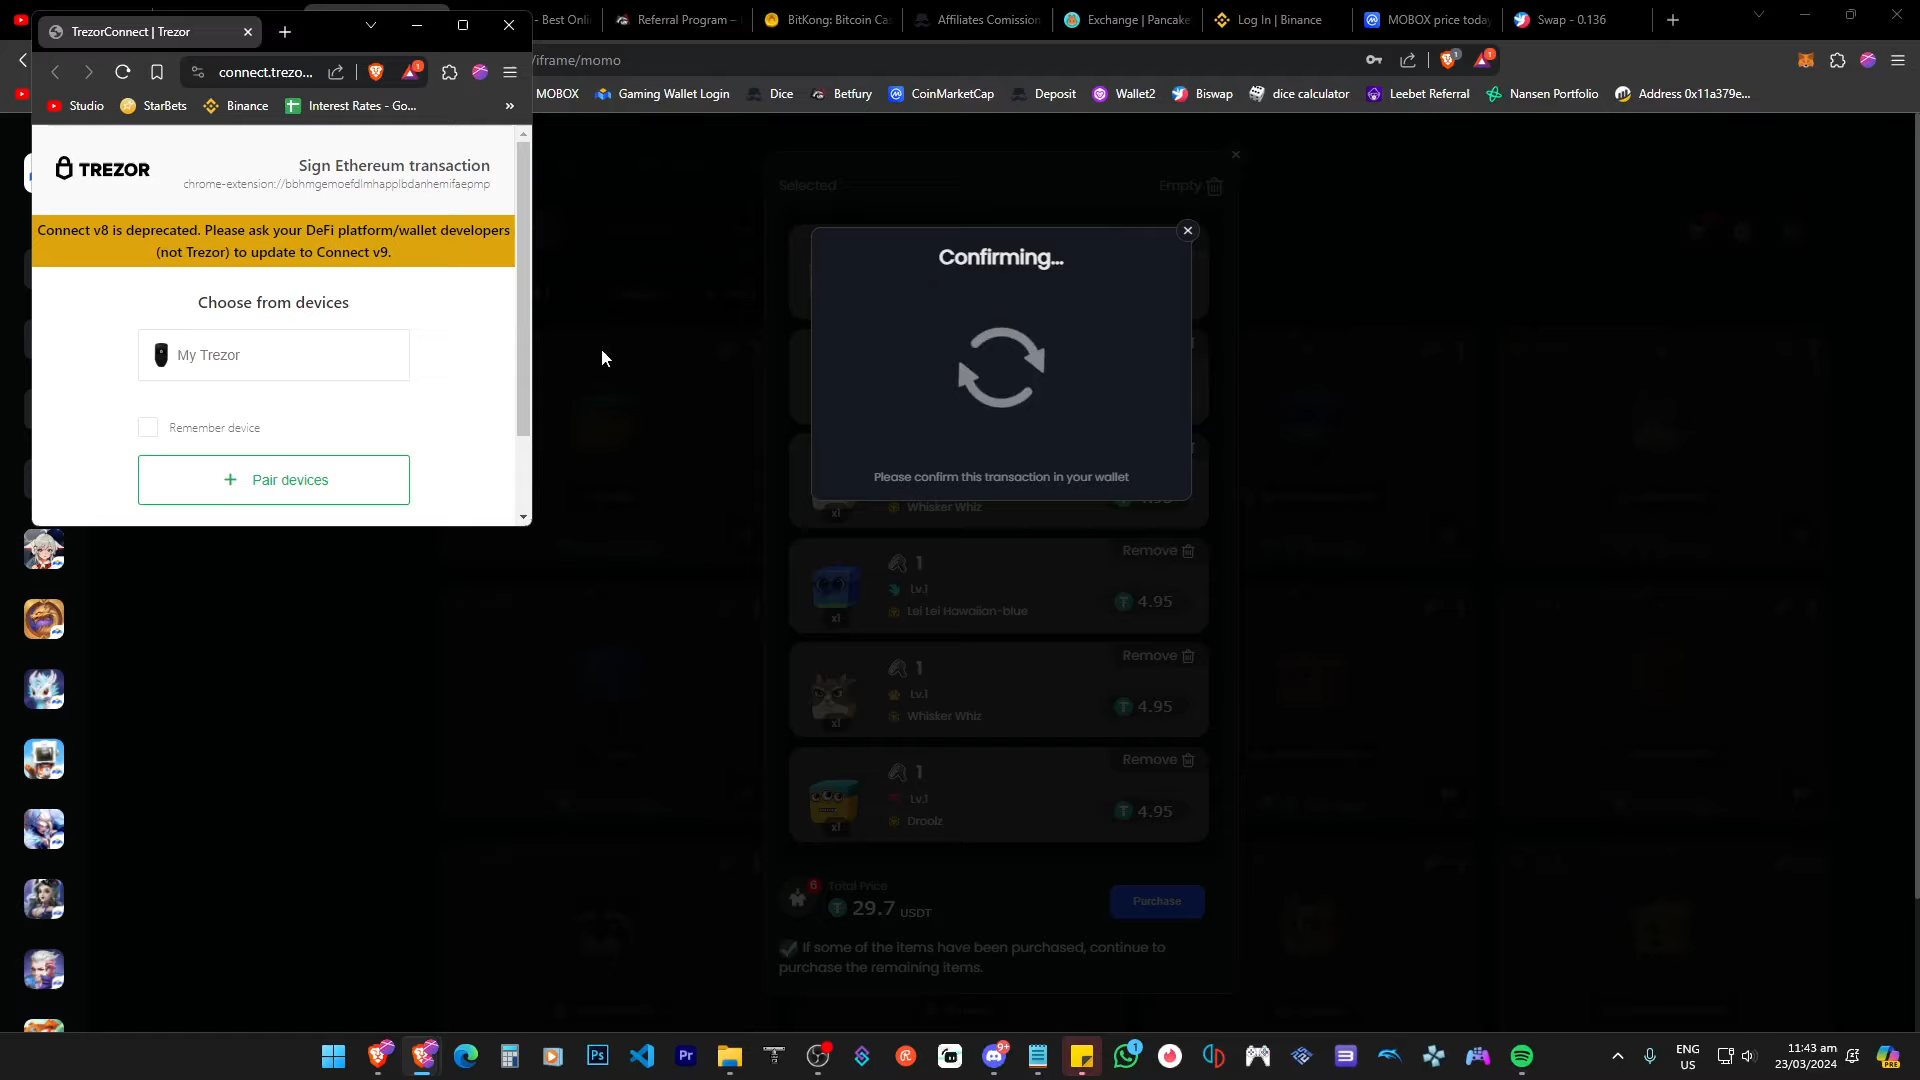 TrezorConnect | Trezor
- Best Onli
Referral Program –
BitKong: Bitcoin Ca
Affiliates Comission
Exchange | Pancake
Log In | Binance
MOBOX price today
Swap - 0.136
connect.trezo...
/iframe/momo
Studio
StarBets
Binance
Interest Rates - Go...
»
MOBOX
Gaming Wallet Login
Dice
Betfury
CoinMarketCap
Deposit
Wallet2
Biswap
dice calculator
Leebet Referral
Nansen Portfolio
Address 0x11a379e...
TREZOR
Sign Ethereum transaction
chrome-extension://bbhmgemoefdlmhapplbdanhemifaepmp
Connect v8 is deprecated. Please ask your DeFi platform/wallet developers
(not Trezor) to update to Connect v9.
Choose from devices
My Trezor
Remember device
+ Pair devices
Selected
Empty
Confirming...
Please confirm this transaction in your wallet
x1
Whisker Whiz
1
Remove
Lv.1
x1
Lei Lei Hawaiian-blue
4.95
1
Remove
Lv.1
x1
Whisker Whiz
4.95
1
Remove
Lv.1
x1
Droolz
4.95
6
Total Price
29.7 USDT
Purchase
If some of the items have been purchased, continue to
purchase the remaining items.
ENG
US
11:43 am
23/03/2024